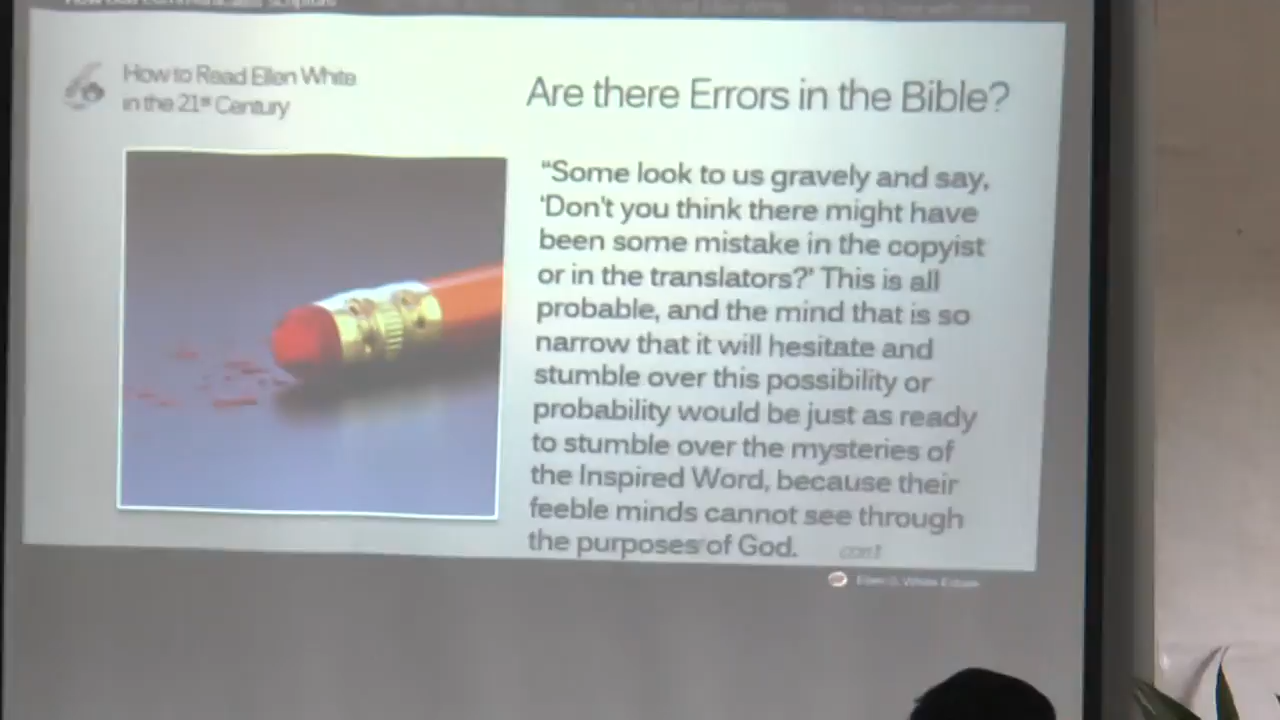 How to Read Ellen White
in the 21st Century
Are there Errors in the Bible?
“Some look to us gravely and say,
‘Don't you think there might have
been some mistake in the copyist
or in the translators?’ This is all
probable, and the mind that is so
narrow that it will hesitate and
stumble over this possibility or
probability would be just as ready
to stumble over the mysteries of
the Inspired Word, because their
feeble minds cannot see through
the purposes of God. con't
Ellen G. White Estate